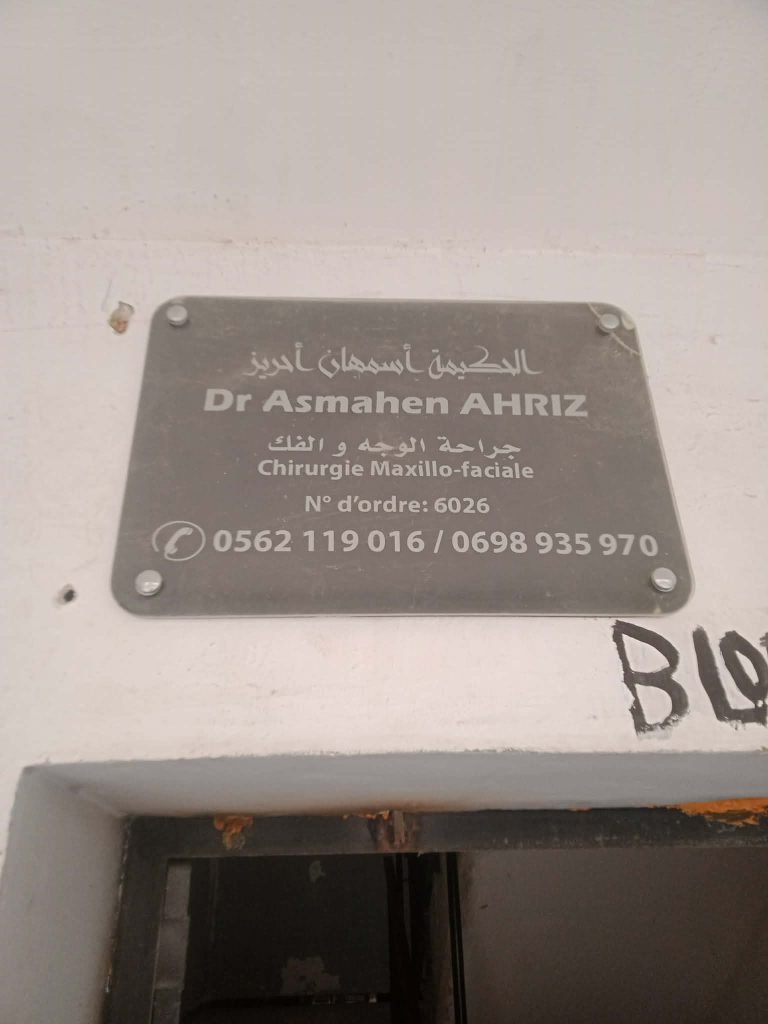 الحكيمة أسمهان أحريز
Dr Asmahen AHRIZ
جراحة الوجه و الفك
Chirurgie Maxillo-faciale
N° d'ordre: 6026
0562 119 016 / 0698 935 970